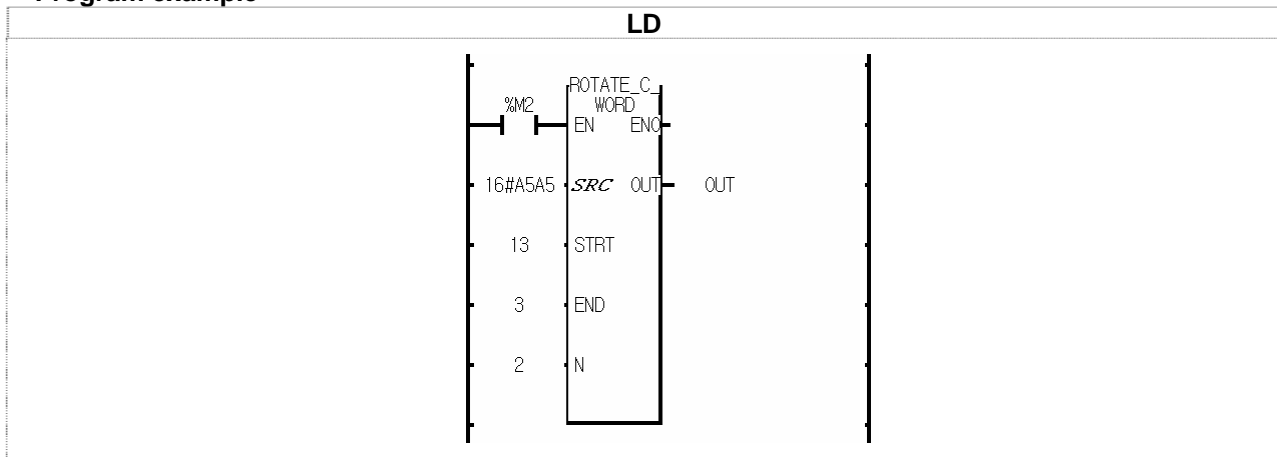 Program example
LD
ROTATE_C_
WORD
%M2
EN ENO
16#A5A5 SRC OUT OUT
13 STRT
3 END
2 N